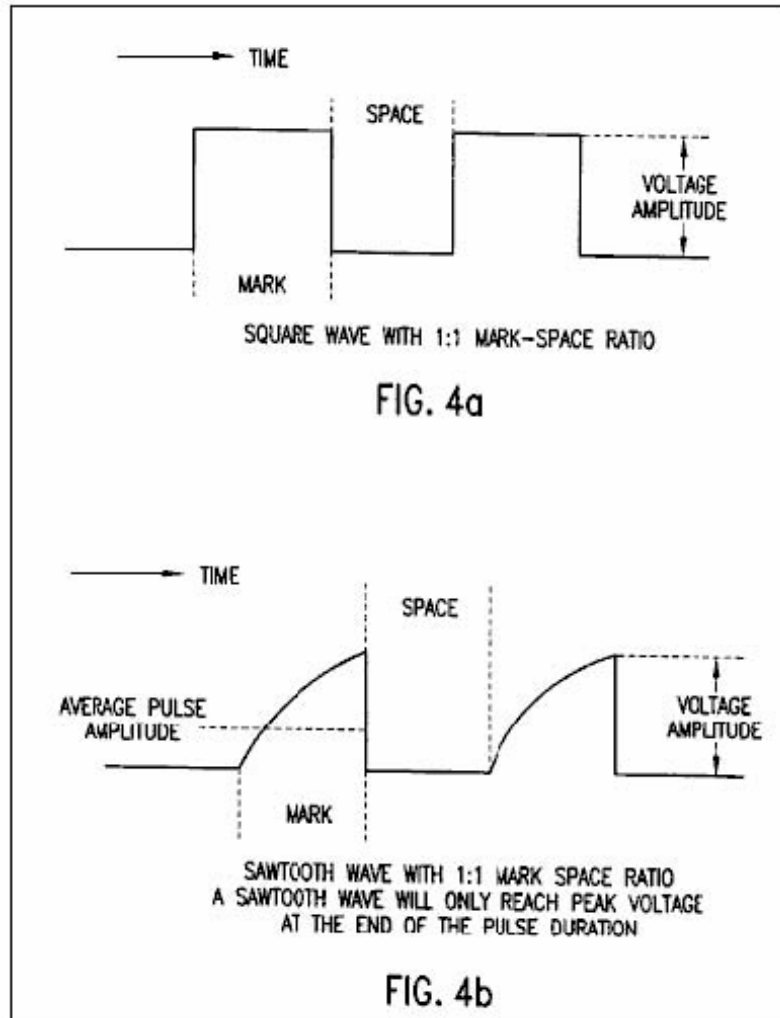 TIME
SPACE
VOLTAGE
AMPLITUDE
MARK
SQUARE WAVE WITH 1:1 MARK-SPACE RATIO
FIG. 4a
TIME
SPACE
AVERAGE PULSE
AMPLITUDE
VOLTAGE
AMPLITUDE
MARK
SAWTOOTH WAVE WITH 1:1 MARK SPACE RATIO
A SAWTOOTH WAVE WILL ONLY REACH PEAK VOLTAGE
AT THE END OF THE PULSE DURATION
FIG. 4b